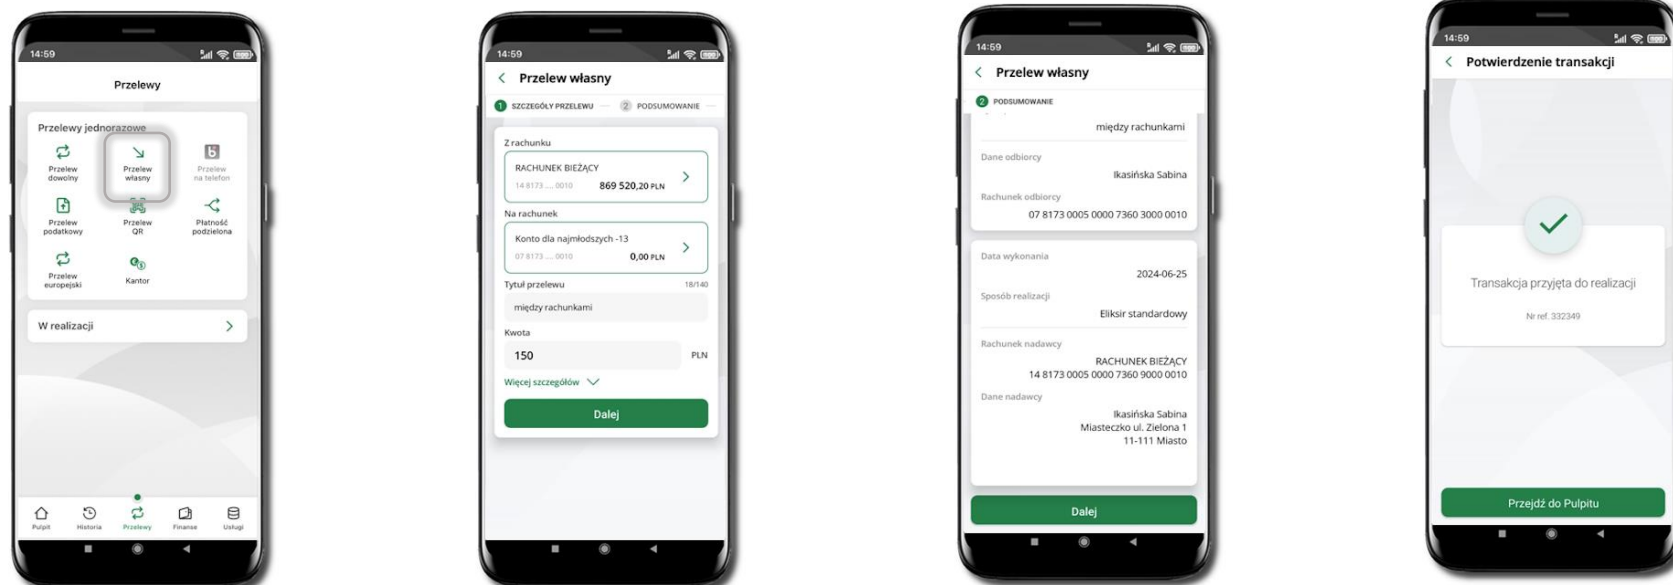 14:59
Przelewy
Przelewy jednorazowe
Przelew dowolny
Przelew własny
Przelew na telefon
Przelew podatkowy
Przelew QR
Płatność podzielona
Przelew europejski
Kantor
W realizacji
Pulpit Historia Przelewy Finanse Usługi
14:59
Przelew własny
1 SZCZEGÓŁY PRZELEWU 2 PODSUMOWANIE
Z rachunku
RACHUNEK BIEŻĄCY
14 8173 .... 0010 869 520,20 PLN
Na rachunek
Konto dla najmłodszych -13
07 8173 .... 0010 0,00 PLN
Tytuł przelewu 18/140
między rachunkami
Kwota
150 PLN
Więcej szczegółów
Dalej
14:59
Przelew własny
2 PODSUMOWANIE
między rachunkami
Dane odbiorcy
Ikasińska Sabina
Rachunek odbiorcy
07 8173 0005 0000 7360 3000 0010
Data wykonania
2024-06-25
Sposób realizacji
Eliksir standardowy
Rachunek nadawcy
RACHUNEK BIEŻĄCY
14 8173 0005 0000 7360 9000 0010
Dane nadawcy
Ikasińska Sabina
Miasteczko ul. Zielona 1
11-111 Miasto
Dalej
14:59
Potwierdzenie transakcji
Transakcja przyjęta do realizacji
Nr ref. 332349
Przejdź do Pulpitu